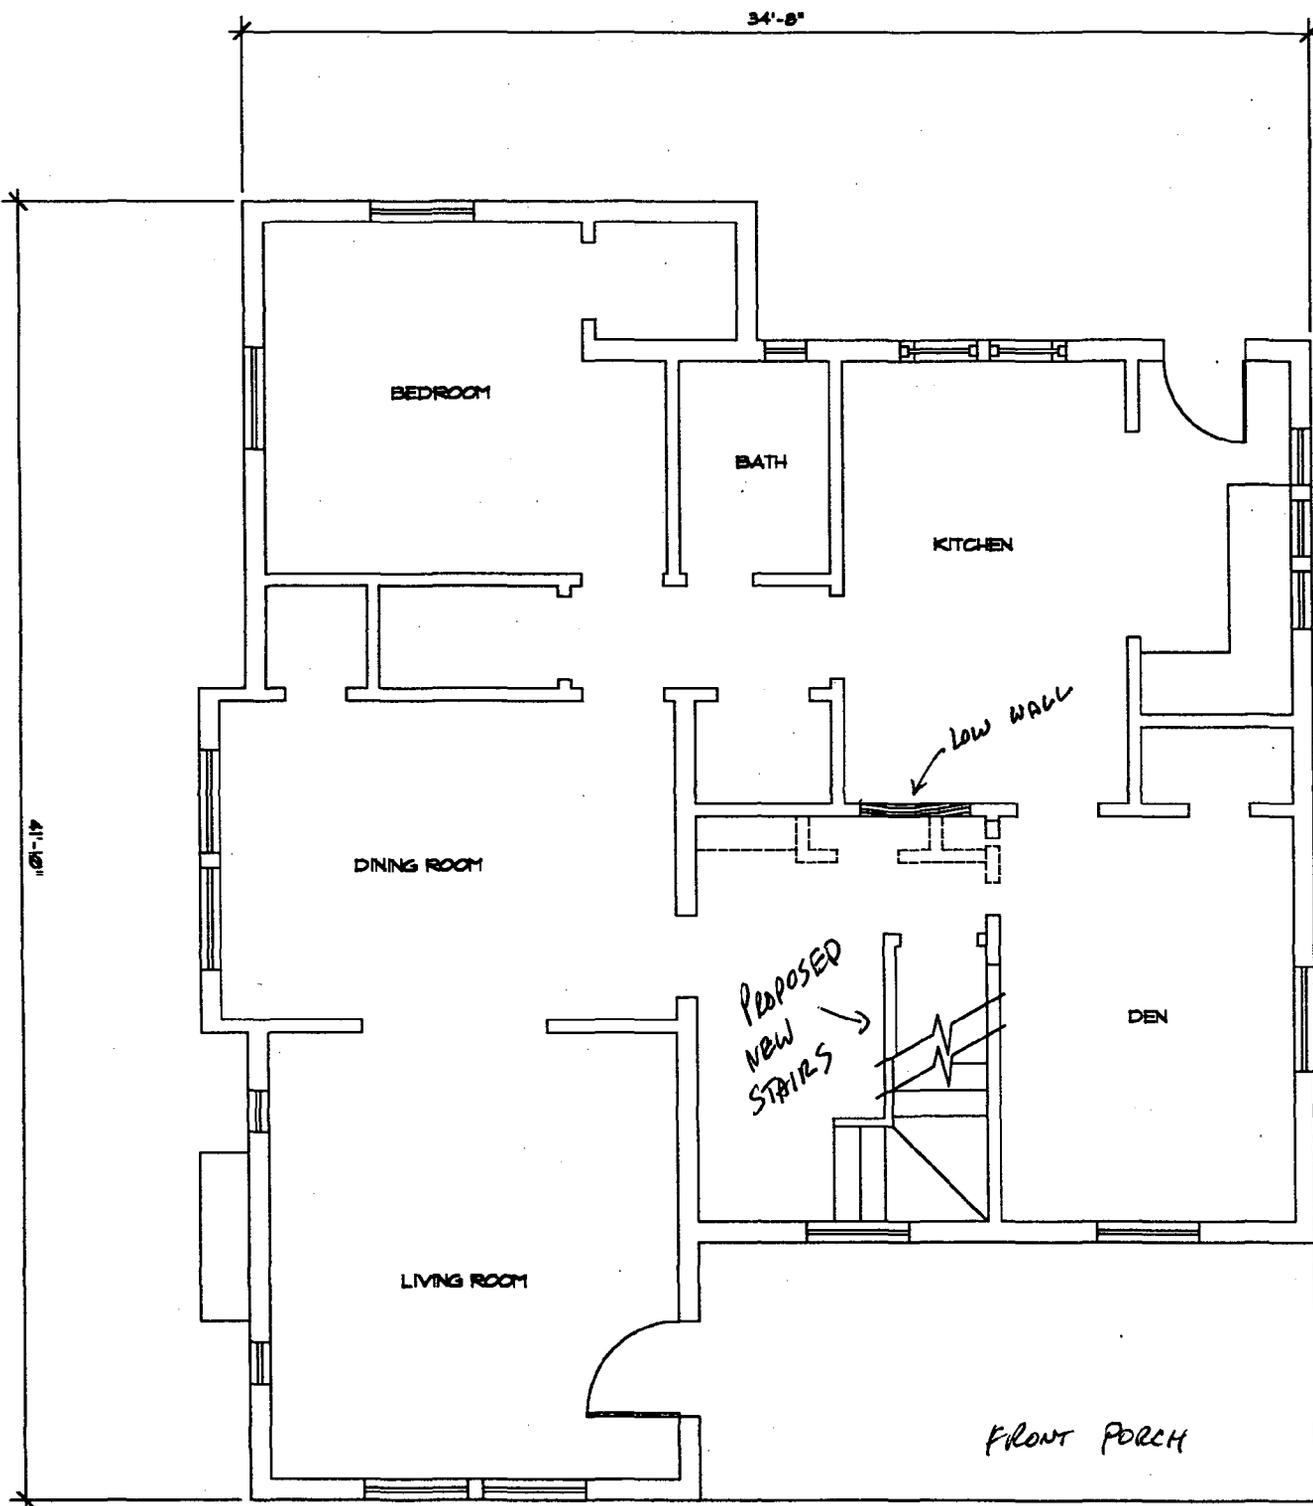 34'-8"
BEDROOM
BATH
KITCHEN
LOW WALL
41'-10"
DINING ROOM
PROPOSED
NEW
STAIRS
DEN
LIVING ROOM
FRONT PORCH